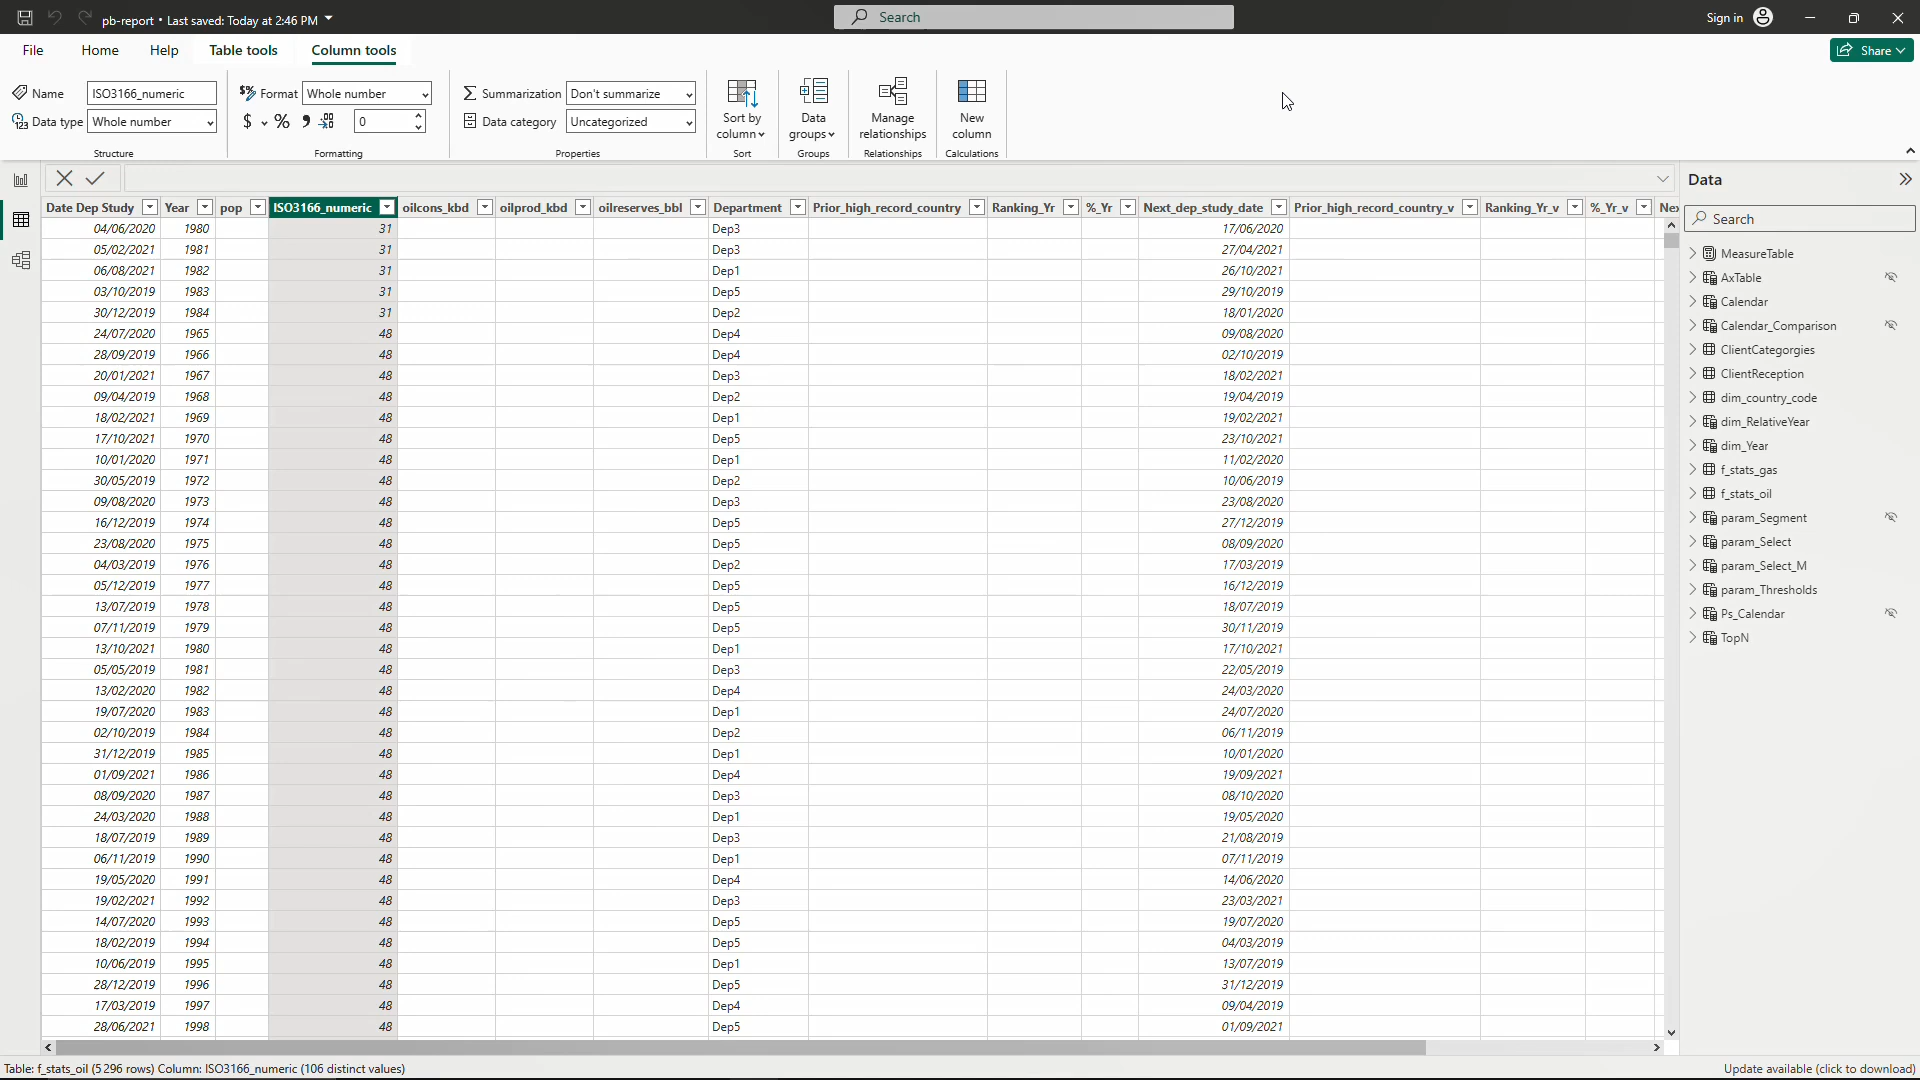 pb-report • Last saved: Today at 2:46 PM
Search
Sign in
File Home Help Table tools Column tools
Share
Name ISO3166_numeric
Data type Whole number
Structure
Format Whole number
$ % 9 .00 0
Formatting
Summarization Don't summarize
Data category Uncategorized
Properties
Sort by
column
Sort
Data
groups
Groups
Manage
relationships
Relationships
New
column
Calculations
Date Dep Study Year pop ISO3166_numeric oilcons_kbd oilprod_kbd oilreserves_bbl Department Prior_high_record_country Ranking_Yr %_Yr Next_dep_study_date Prior_high_record_country_v Ranking_Yr_v %_Yr_v Nex
04/06/2020 1980 31 Dep3 17/06/2020
05/02/2021 1981 31 Dep3 27/04/2021
06/08/2021 1982 31 Dep1 26/10/2021
03/10/2019 1983 31 Dep5 29/10/2019
30/12/2019 1984 31 Dep2 18/01/2020
24/07/2020 1965 48 Dep4 09/08/2020
28/09/2019 1966 48 Dep4 02/10/2019
20/01/2021 1967 48 Dep3 18/02/2021
09/04/2019 1968 48 Dep2 19/04/2019
18/02/2021 1969 48 Dep1 19/02/2021
17/10/2021 1970 48 Dep5 23/10/2021
10/01/2020 1971 48 Dep1 11/02/2020
30/05/2019 1972 48 Dep2 10/06/2019
09/08/2020 1973 48 Dep3 23/08/2020
16/12/2019 1974 48 Dep5 27/12/2019
23/08/2020 1975 48 Dep5 08/09/2020
04/03/2019 1976 48 Dep2 17/03/2019
05/12/2019 1977 48 Dep5 16/12/2019
13/07/2019 1978 48 Dep5 18/07/2019
07/11/2019 1979 48 Dep5 30/11/2019
13/10/2021 1980 48 Dep1 17/10/2021
05/05/2019 1981 48 Dep3 22/05/2019
13/02/2020 1982 48 Dep4 24/03/2020
19/07/2020 1983 48 Dep1 24/07/2020
02/10/2019 1984 48 Dep2 06/11/2019
31/12/2019 1985 48 Dep1 10/01/2020
01/09/2021 1986 48 Dep4 19/09/2021
08/09/2020 1987 48 Dep3 08/10/2020
24/03/2020 1988 48 Dep1 19/05/2020
18/07/2019 1989 48 Dep3 21/08/2019
06/11/2019 1990 48 Dep1 07/11/2019
19/05/2020 1991 48 Dep4 14/06/2020
19/02/2021 1992 48 Dep3 23/03/2021
14/07/2020 1993 48 Dep5 19/07/2020
18/02/2019 1994 48 Dep5 04/03/2019
10/06/2019 1995 48 Dep1 13/07/2019
28/12/2019 1996 48 Dep5 31/12/2019
17/03/2019 1997 48 Dep4 09/04/2019
28/06/2021 1998 48 Dep5 01/09/2021
Data
Search
MeasureTable
AxTable
Calendar
Calendar_Comparison
ClientCategorgies
ClientReception
dim_country_code
dim_RelativeYear
dim_Year
f_stats_gas
f_stats_oil
param_Segment
param_Select
param_Select_M
param_Thresholds
Ps_Calendar
TopN
Table: f_stats_oil (5 296 rows) Column: ISO3166_numeric (106 distinct values)
Update available (click to download)